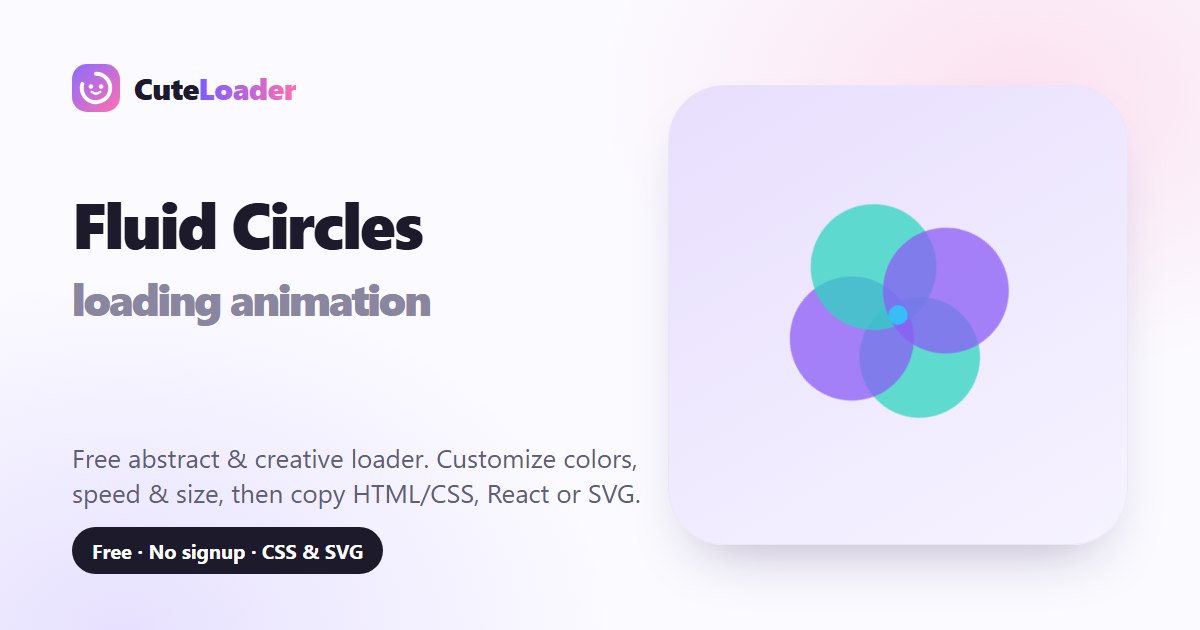 CuteLoader
Fluid Circles
loading animation
Free abstract & creative loader. Customize colors,
speed & size, then copy HTML/CSS, React or SVG.
Free · No signup · CSS & SVG